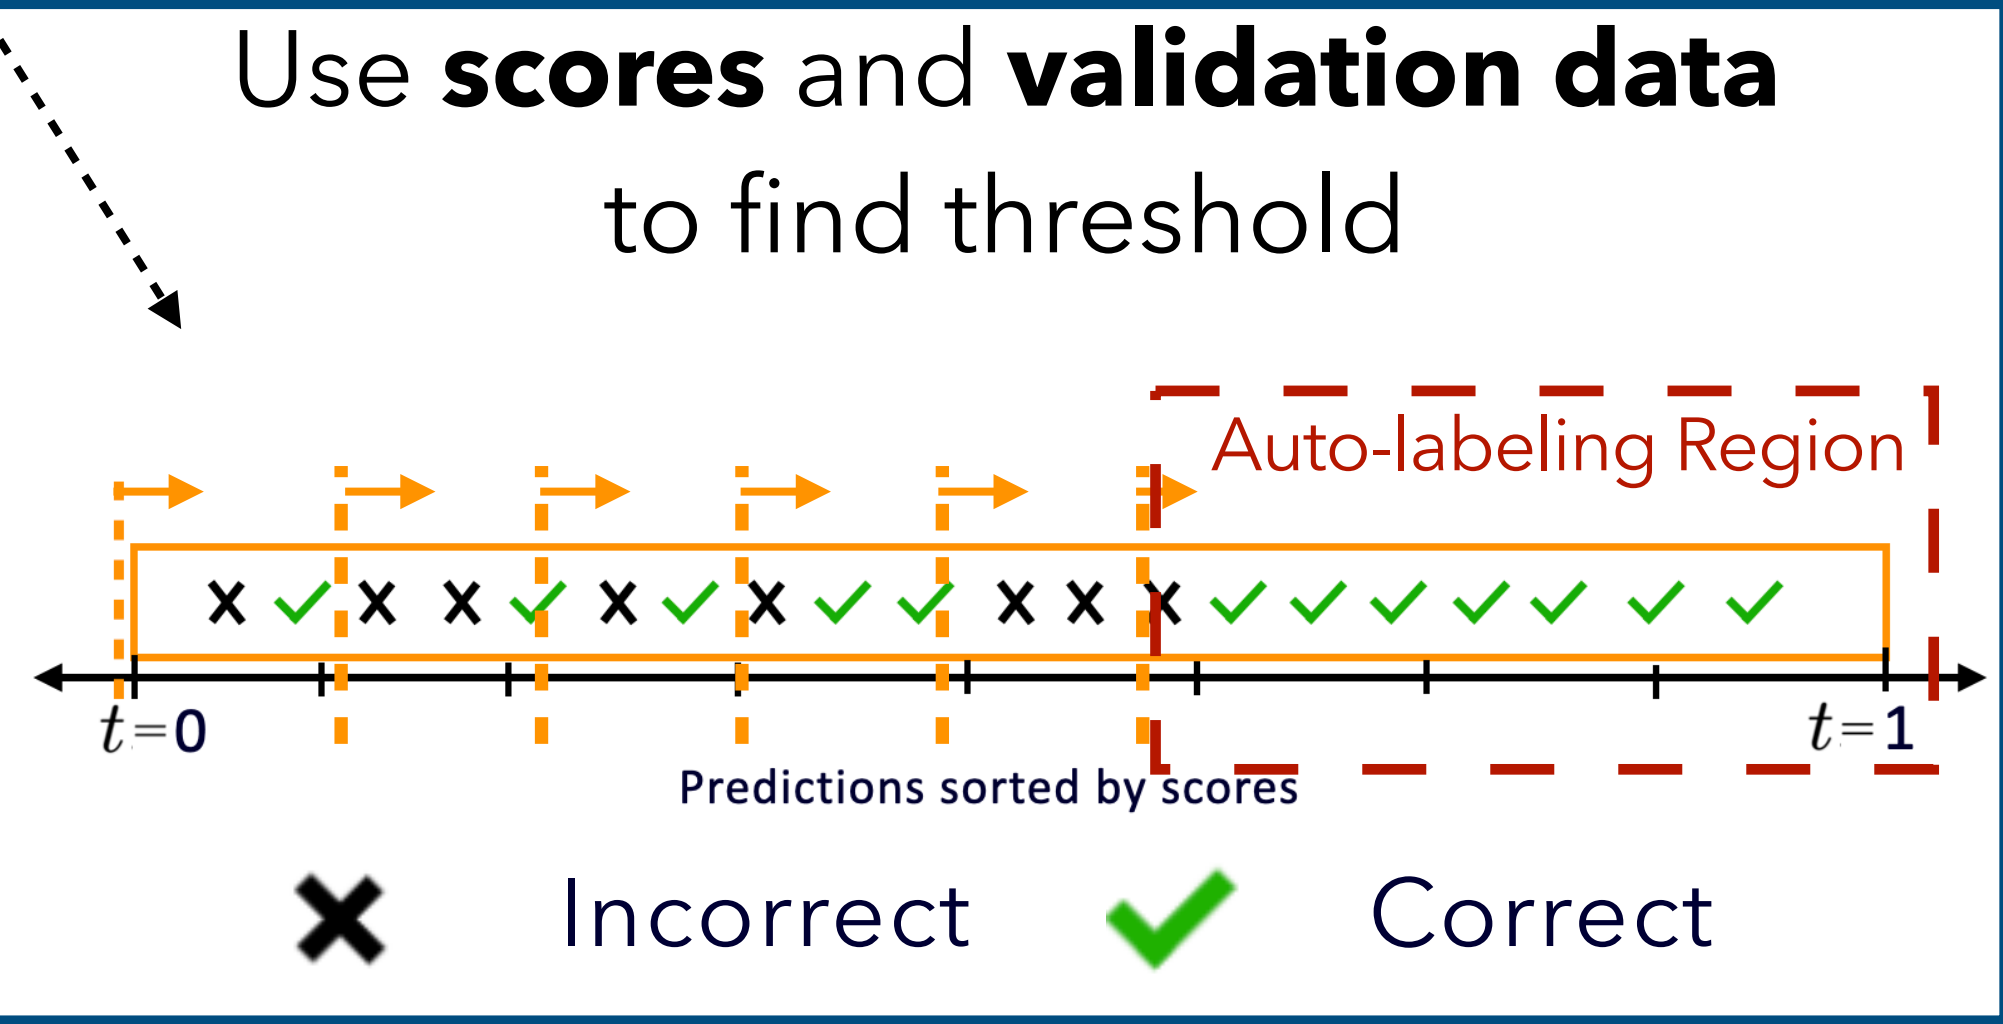 Use scores and validation data
to find threshold
Auto-labeling Region
t=0
t=1
Predictions sorted by scores
Incorrect
Correct